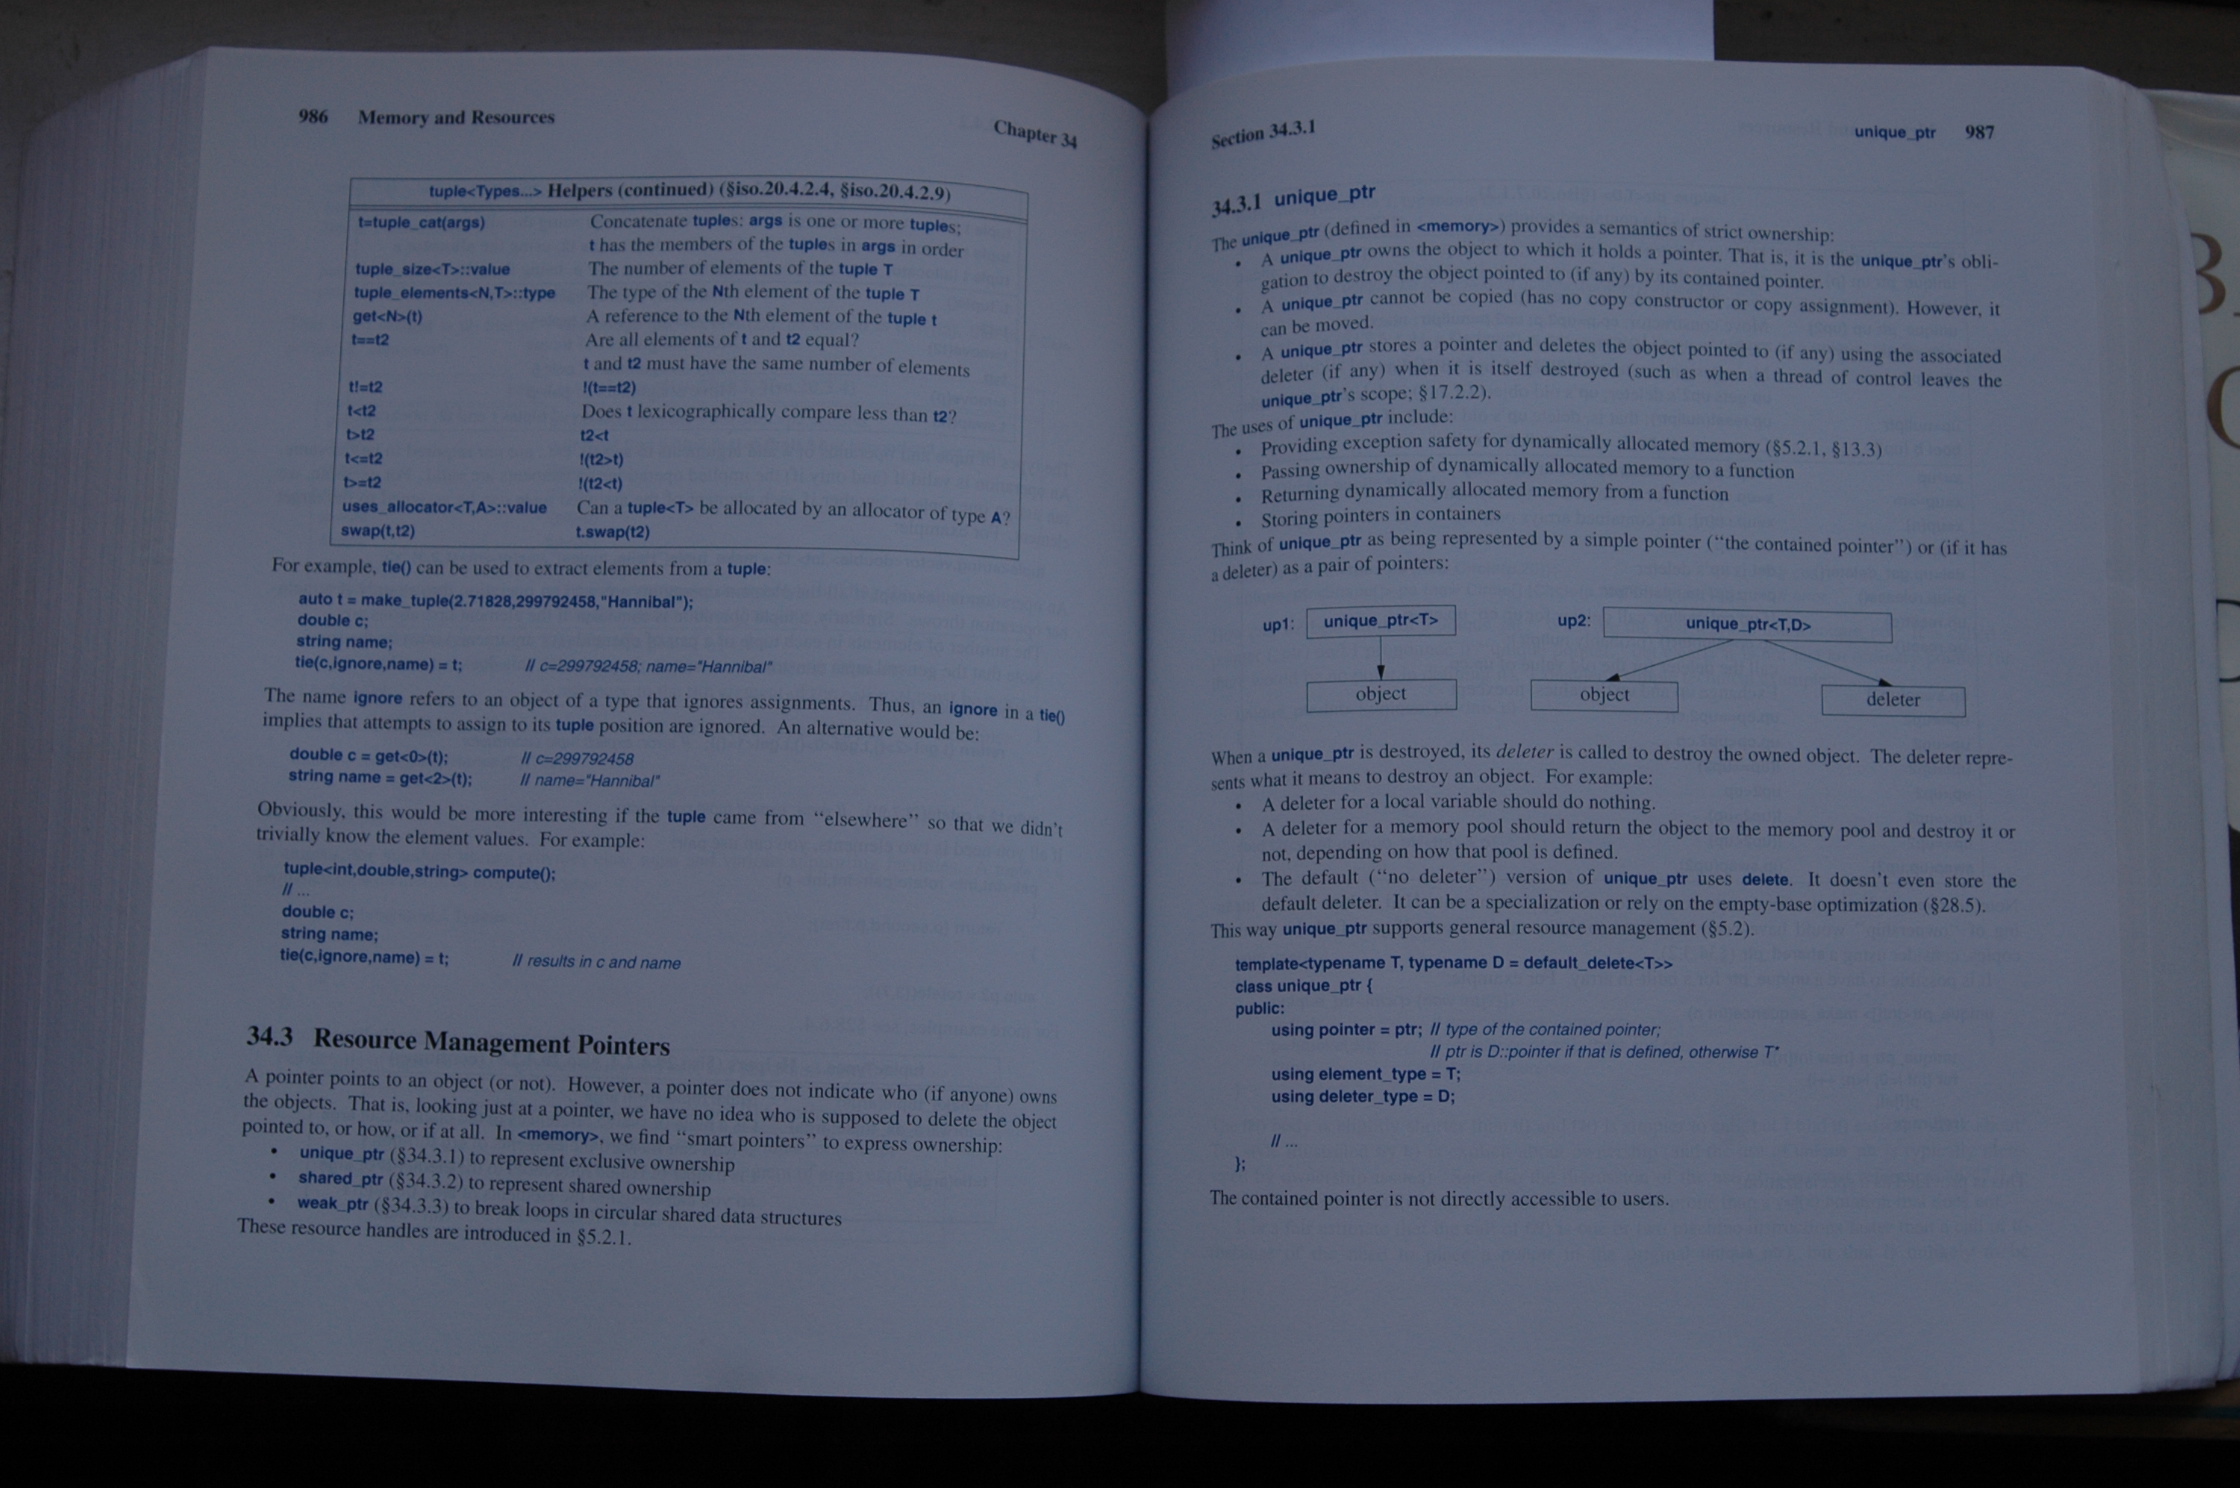 986 Memory and Resources Chapter 34
tuple<Types...> Helpers (continued) (§iso.20.4.2.4, §iso.20.4.2.9)
t=tuple_cat(args) Concatenate tuples: args is one or more tuples;
t has the members of the tuples in args in order
tuple_size<T>::value The number of elements of the tuple T
tuple_elements<N,T>::type The type of the Nth element of the tuple T
get<N>(t) A reference to the Nth element of the tuple t
t==t2 Are all elements of t and t2 equal?
t and t2 must have the same number of elements
t!=t2 !(t==t2)
t<t2 Does t lexicographically compare less than t2?
t>t2 t2<t
t<=t2 !(t2>t)
t>=t2 !(t2<t)
uses_allocator<T,A>::value Can a tuple<T> be allocated by an allocator of type A?
swap(t,t2) t.swap(t2)
For example, tie() can be used to extract elements from a tuple:
auto t = make_tuple(2.71828,299792458,"Hannibal");
double c;
string name;
tie(c,ignore,name) = t; // c=299792458; name="Hannibal"
The name ignore refers to an object of a type that ignores assignments. Thus, an ignore in a tie()
implies that attempts to assign to its tuple position are ignored. An alternative would be:
double c = get<0>(t); // c=299792458
string name = get<2>(t); // name="Hannibal"
Obviously, this would be more interesting if the tuple came from "elsewhere" so that we didn't
trivially know the element values. For example:
tuple<int,double,string> compute();
// ...
double c;
string name;
tie(c,ignore,name) = t; // results in c and name
34.3 Resource Management Pointers
A pointer points to an object (or not). However, a pointer does not indicate who (if anyone) owns
the objects. That is, looking just at a pointer, we have no idea who is supposed to delete the object
pointed to, or how, or if at all. In <memory>, we find "smart pointers" to express ownership:
• unique_ptr (§34.3.1) to represent exclusive ownership
• shared_ptr (§34.3.2) to represent shared ownership
• weak_ptr (§34.3.3) to break loops in circular shared data structures
These resource handles are introduced in §5.2.1.
Section 34.3.1 unique_ptr 987
34.3.1 unique_ptr
The unique_ptr (defined in <memory>) provides a semantics of strict ownership:
• A unique_ptr owns the object to which it holds a pointer. That is, it is the unique_ptr's obli-
gation to destroy the object pointed to (if any) by its contained pointer.
• A unique_ptr cannot be copied (has no copy constructor or copy assignment). However, it
can be moved.
• A unique_ptr stores a pointer and deletes the object pointed to (if any) using the associated
deleter (if any) when it is itself destroyed (such as when a thread of control leaves the
unique_ptr's scope; §17.2.2).
The uses of unique_ptr include:
• Providing exception safety for dynamically allocated memory (§5.2.1, §13.3)
• Passing ownership of dynamically allocated memory to a function
• Returning dynamically allocated memory from a function
• Storing pointers in containers
Think of unique_ptr as being represented by a simple pointer ("the contained pointer") or (if it has
a deleter) as a pair of pointers:
up1: unique_ptr<T> up2: unique_ptr<T,D>
object object deleter
When a unique_ptr is destroyed, its deleter is called to destroy the owned object. The deleter repre-
sents what it means to destroy an object. For example:
• A deleter for a local variable should do nothing.
• A deleter for a memory pool should return the object to the memory pool and destroy it or
not, depending on how that pool is defined.
• The default ("no deleter") version of unique_ptr uses delete. It doesn't even store the
default deleter. It can be a specialization or rely on the empty-base optimization (§28.5).
This way unique_ptr supports general resource management (§5.2).
template<typename T, typename D = default_delete<T>>
class unique_ptr {
public:
using pointer = ptr; // type of the contained pointer;
// ptr is D::pointer if that is defined, otherwise T*
using element_type = T;
using deleter_type = D;
// ...
};
The contained pointer is not directly accessible to users.